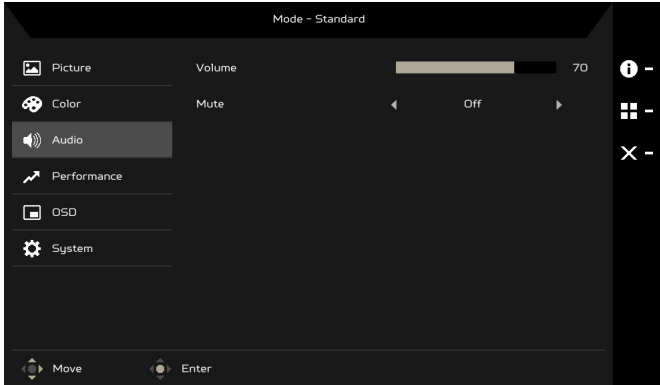 Mode - Standard
Picture
Volume 70
Color
Mute Off
Audio
Performance
OSD
System
Move Enter